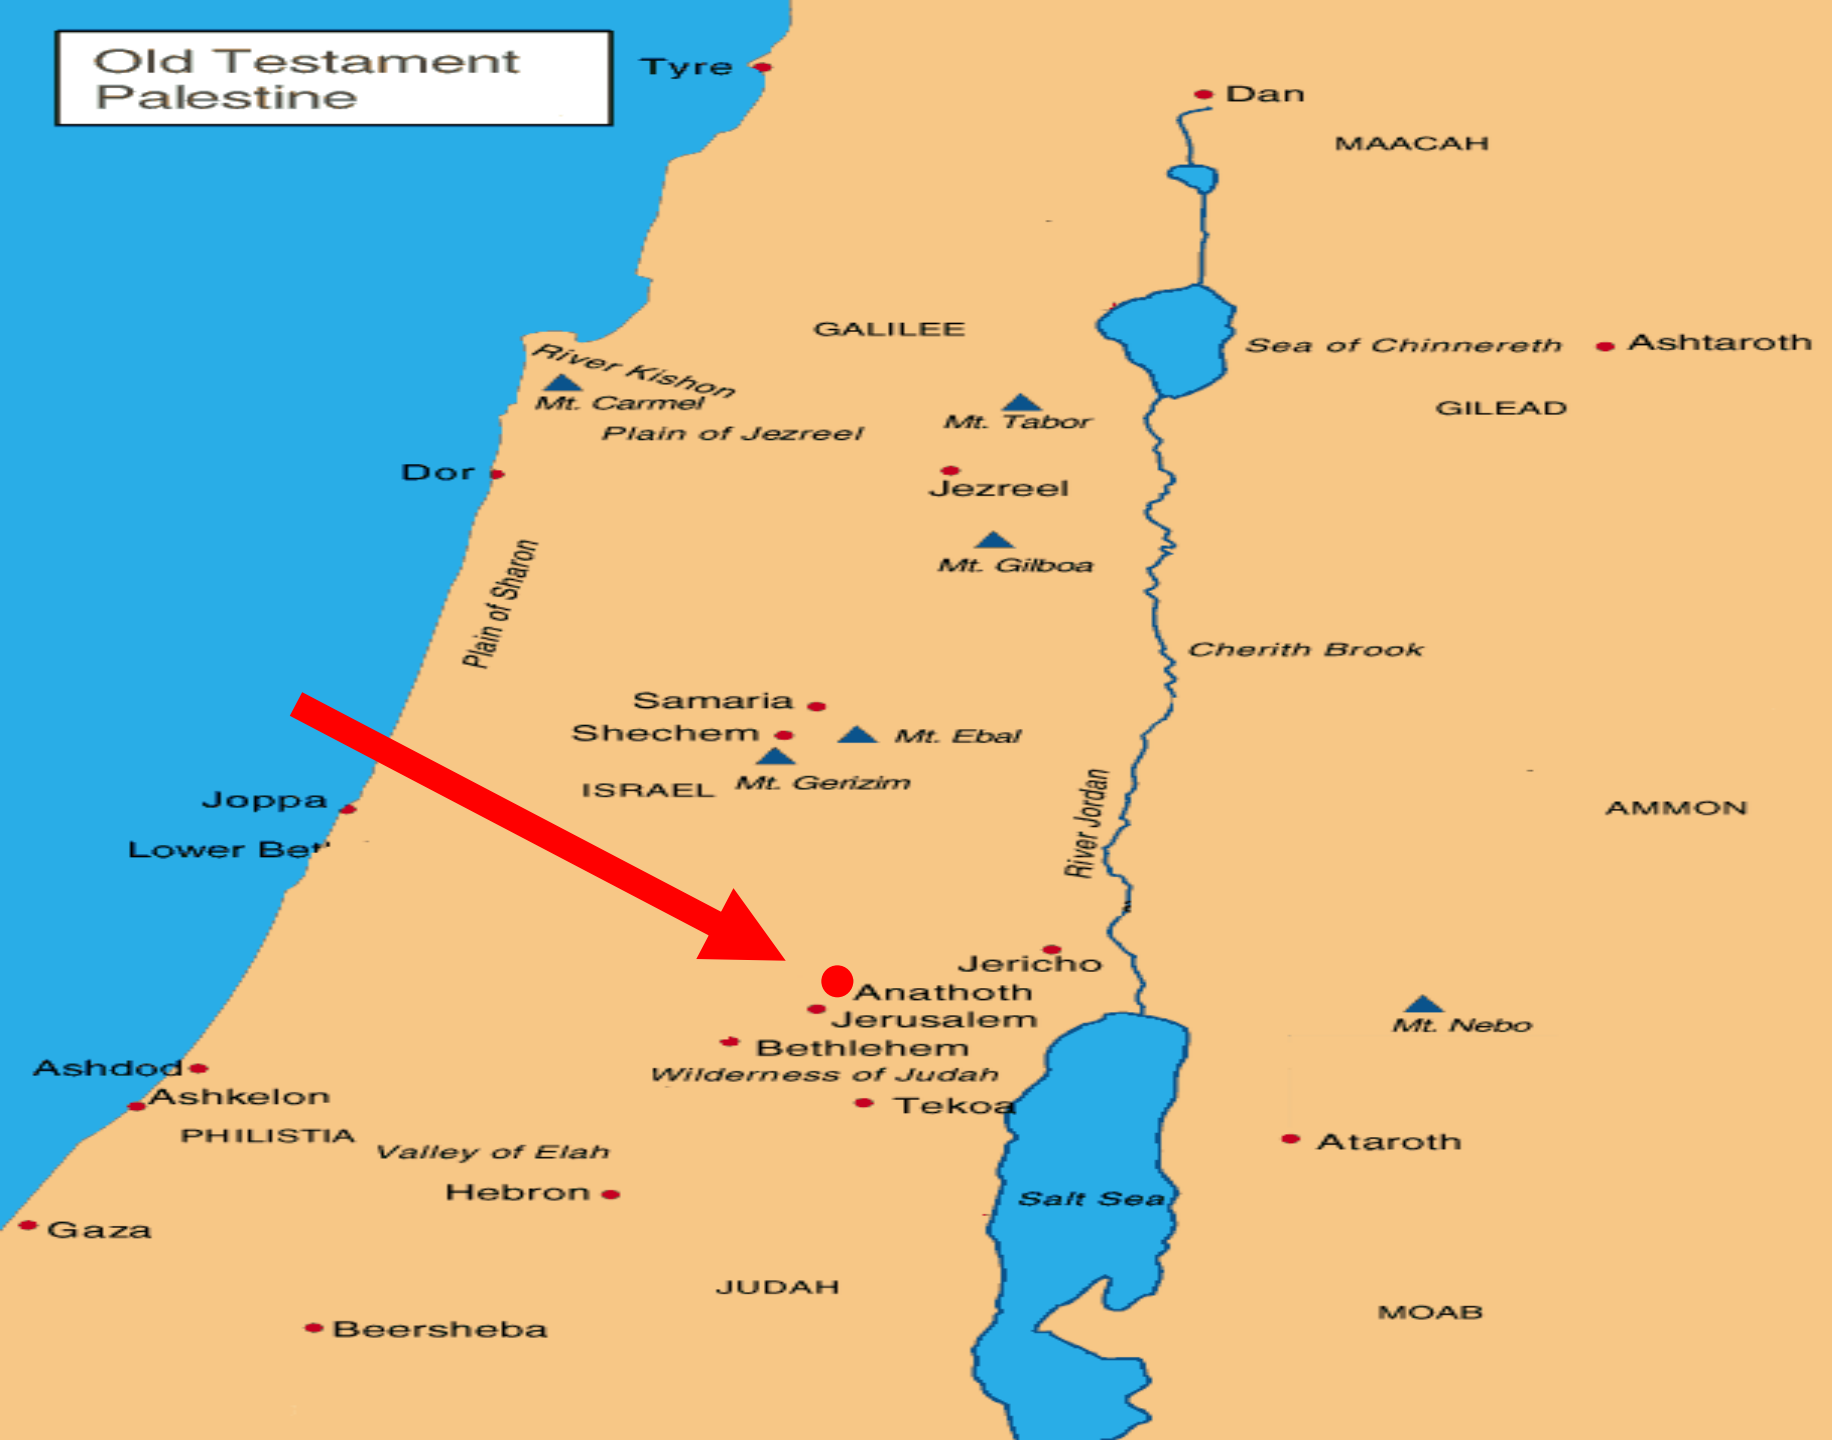 Old Testament
Palestine
Tyre
Dan
MAACAH
GALILEE
Sea of Chinnereth
Ashtaroth
River Kishon
Mt. Carmel
Mt. Tabor
GILEAD
Plain of Jezreel
Dor
Jezreel
Plain of Sharon
Mt. Gilboa
Cherith Brook
Samaria
Shechem
Mt. Ebal
Mt. Gerizim
ISRAEL
River Jordan
Joppa
AMMON
Lower Bet
Jericho
Anathoth
Jerusalem
Mt. Nebo
Bethlehem
Wilderness of Judah
Ashdod
Ashkelon
Tekoa
PHILISTIA
Valley of Elah
Ataroth
Hebron
Salt Sea
Gaza
JUDAH
MOAB
Beersheba